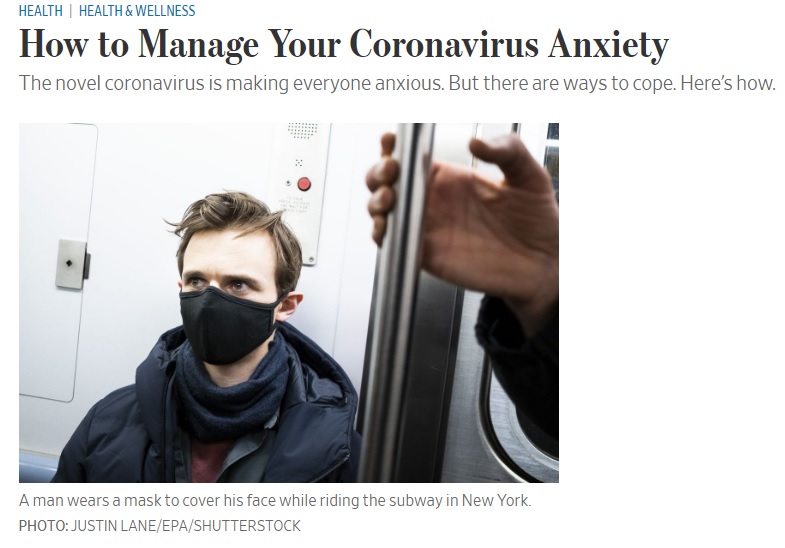 HEALTH | HEALTH & WELLNESS
How to Manage Your Coronavirus Anxiety
The novel coronavirus is making everyone anxious. But there are ways to cope. Here's how.
A man wears a mask to cover his face while riding the subway in New York.
PHOTO: JUSTIN LANE/EPA/SHUTTERSTOCK